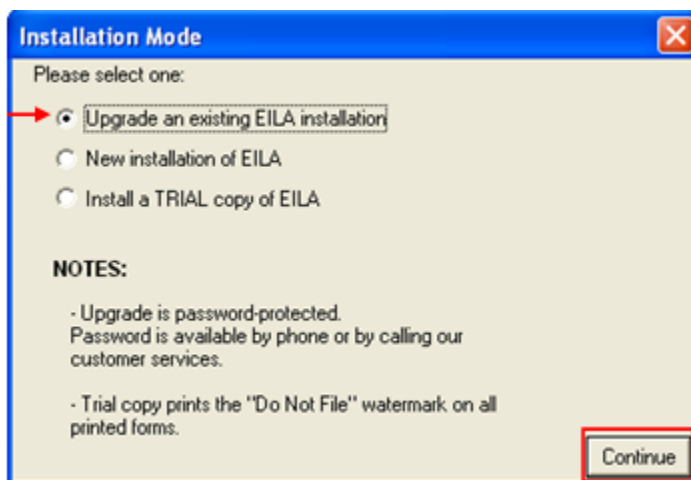 Installation Mode
Please select one:
Upgrade an existing EILA installation
New installation of EILA
Install a TRIAL copy of EILA
NOTES:
- Upgrade is password-protected.
Password is available by phone or by calling our
customer services.
- Trial copy prints the "Do Not File" watermark on all
printed forms.
Continue